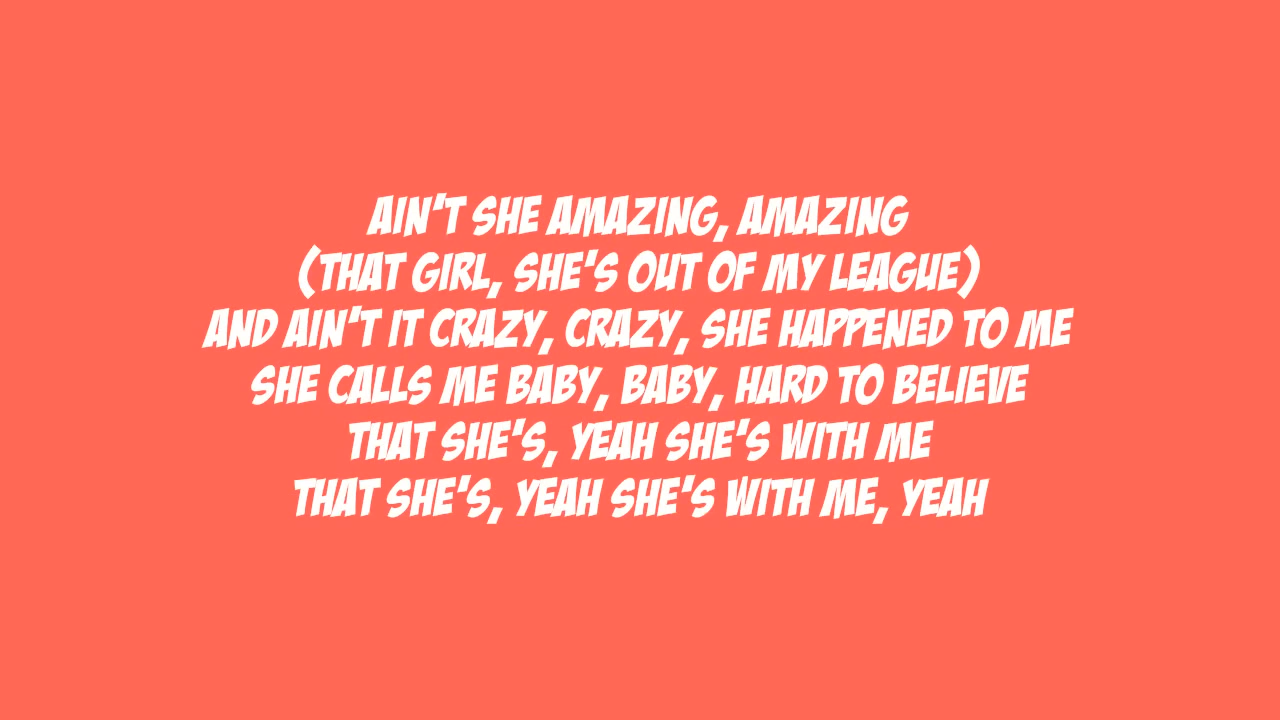 AIN'T SHE AMAZING, AMAZING
(THAT GIRL, SHE'S OUT OF MY LEAGUE)
AND AIN'T IT CRAZY, CRAZY, SHE HAPPENED TO ME
SHE CALLS ME BABY, BABY, HARD TO BELIEVE
THAT SHE'S, YEAH SHE'S WITH ME
THAT SHE'S, YEAH SHE'S WITH ME, YEAH